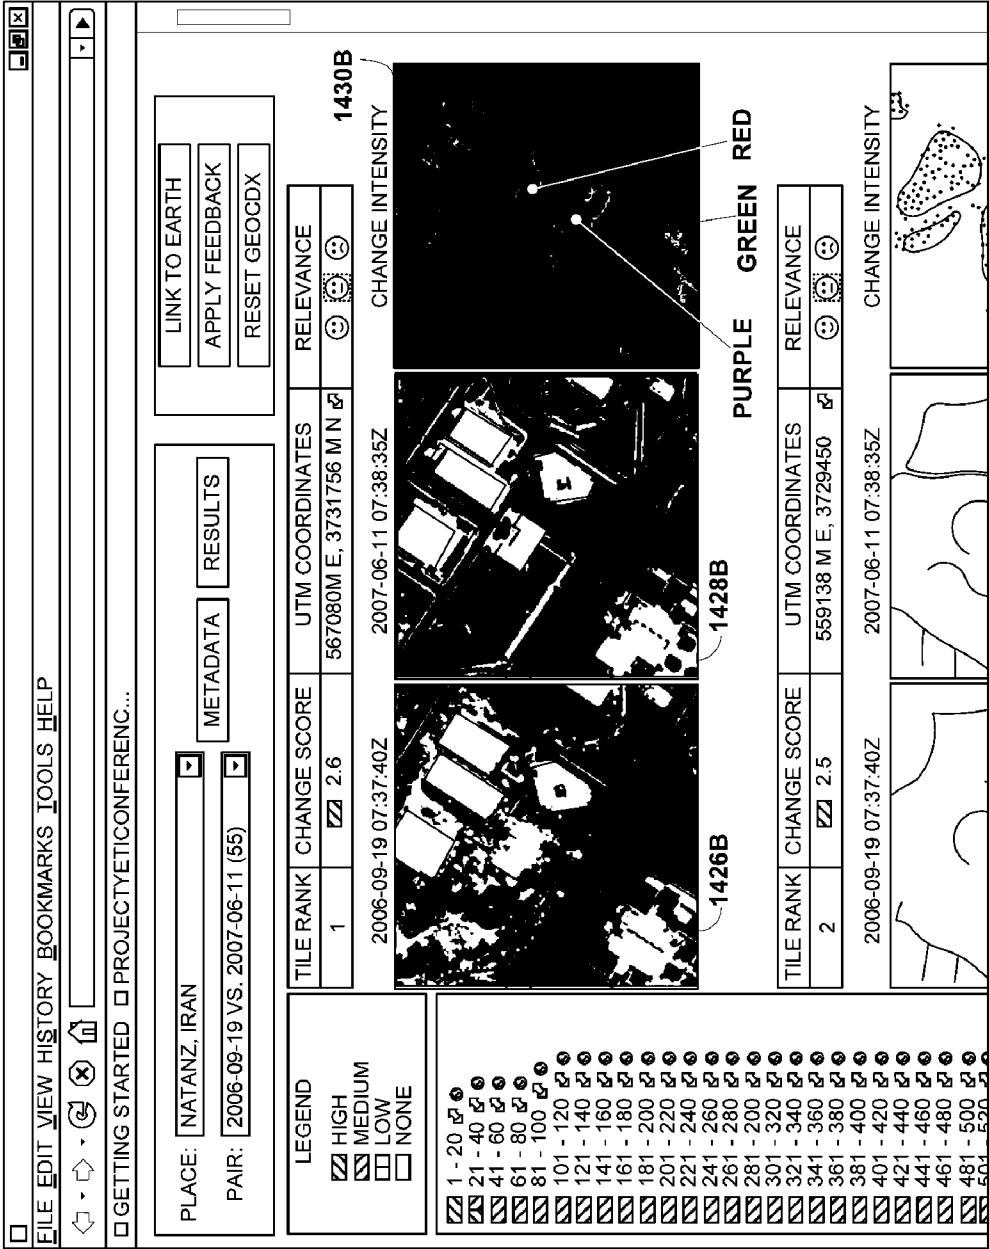 FILE EDIT VIEW HISTORY BOOKMARKS TOOLS HELP
GETTING STARTED PROJECTYETICONFERENC...
PLACE: NATANZ, IRAN
PAIR: 2006-09-19 VS. 2007-06-11 (55)
METADATA
RESULTS
LINK TO EARTH
APPLY FEEDBACK
RESET GEOCDX
LEGEND
HIGH
MEDIUM
LOW
NONE
1 - 20
21 - 40
41 - 60
61 - 80
81 - 100
101 - 120
121 - 140
141 - 160
161 - 180
181 - 200
201 - 220
221 - 240
241 - 260
261 - 280
281 - 200
301 - 320
321 - 340
341 - 360
361 - 380
381 - 400
401 - 420
421 - 440
441 - 460
461 - 480
481 - 500
501 - 520
TILE RANK CHANGE SCORE UTM COORDINATES RELEVANCE
1 2.6 567080M E, 3731756 M N
2006-09-19 07:37:40Z 2007-06-11 07:38:35Z CHANGE INTENSITY
1430B
1426B
1428B
PURPLE
GREEN
RED
TILE RANK CHANGE SCORE UTM COORDINATES RELEVANCE
2 2.5 559138 M E, 3729450
2006-09-19 07:37:40Z 2007-06-11 07:38:35Z CHANGE INTENSITY